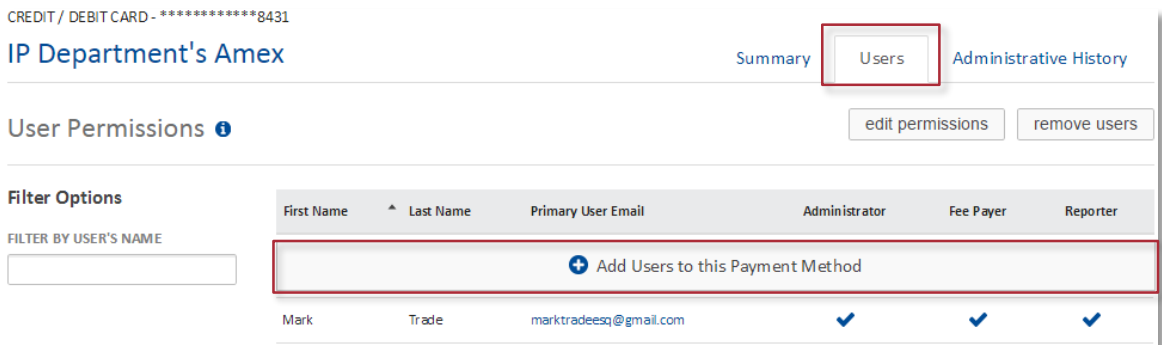 CREDIT / DEBIT CARD - ************8431
IP Department's Amex
Summary Users Administrative History
User Permissions
edit permissions remove users
Filter Options
First Name Last Name Primary User Email Administrator Fee Payer Reporter
FILTER BY USER'S NAME
Add Users to this Payment Method
Mark Trade marktradeesq@gmail.com